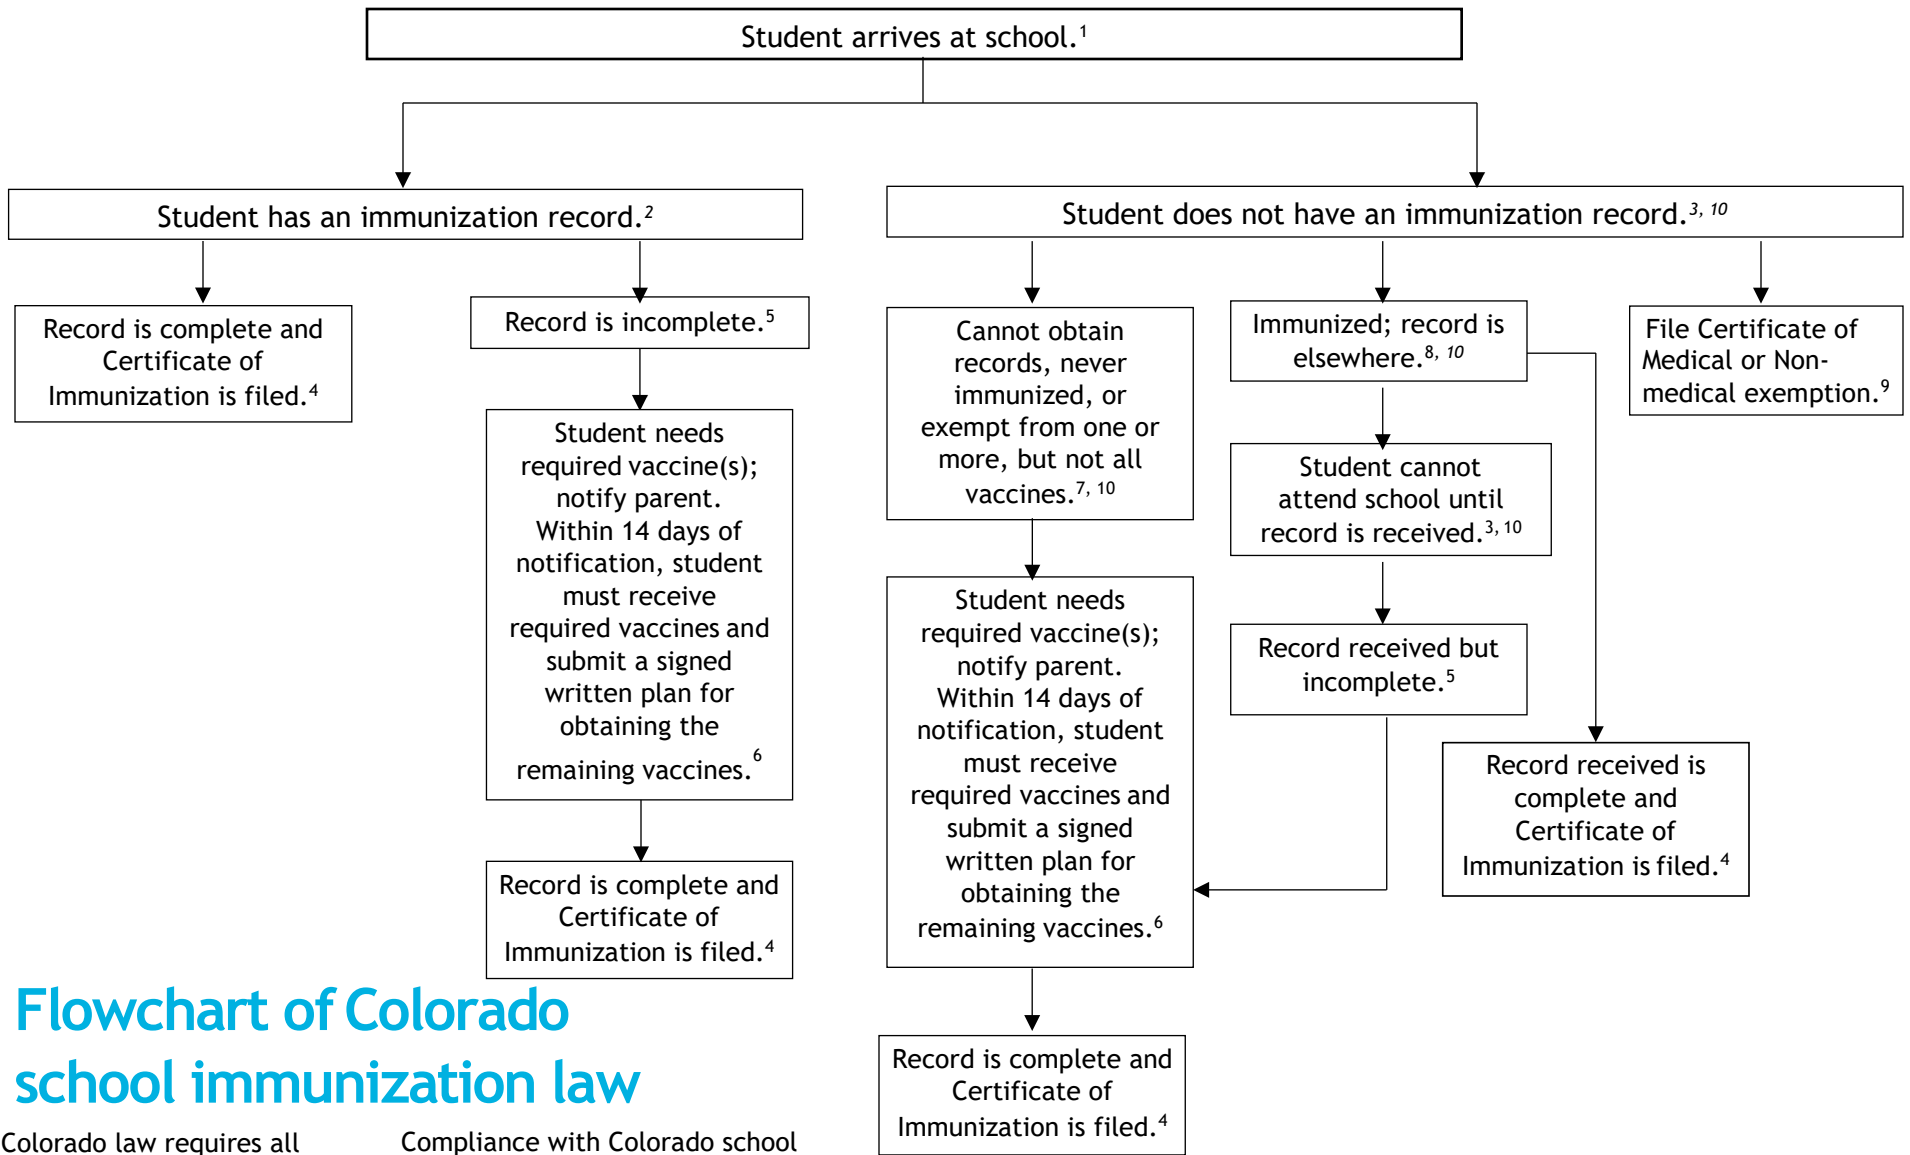 Student arrives at school.1
Student has an immunization record.2
Student does not have an immunization record.3, 10
Record is complete and
Certificate of
Immunization is filed.4
Record is incomplete.5
Student needs
required vaccine(s);
notify parent.
Within 14 days of
notification, student
must receive
required vaccines and
submit a signed
written plan for
obtaining the
remaining vaccines.6
Record is complete and
Certificate of
Immunization is filed.4
Cannot obtain
records, never
immunized, or
exempt from one or
more, but not all
vaccines.7, 10
Student needs
required vaccine(s);
notify parent.
Within 14 days of
notification, student
must receive
required vaccines and
submit a signed
written plan for
obtaining the
remaining vaccines.6
Record is complete and
Certificate of
Immunization is filed.4
Immunized; record is
elsewhere.8, 10
Student cannot
attend school until
record is received.3, 10
Record received but
incomplete.5
Record received is
complete and
Certificate of
Immunization is filed.4
File Certificate of
Medical or Non-
medical exemption.9
Flowchart of Colorado
school immunization law
Colorado law requires all
Compliance with Colorado school